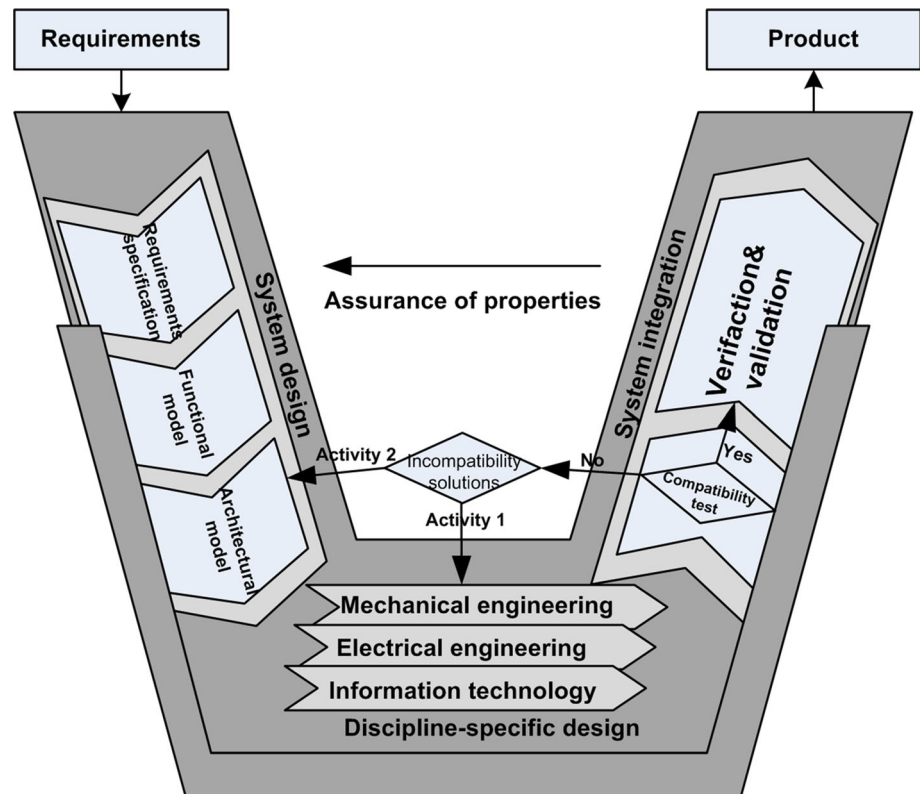 Requirements
Product
Requirements
specification
Functional
model
Architectural
model
System design
Assurance of properties
System integration
Verifaction&
validation
Yes
Compatibility
test
No
Incompatibility
solutions
Activity 2
Activity 1
Mechanical engineering
Electrical engineering
Information technology
Discipline-specific design